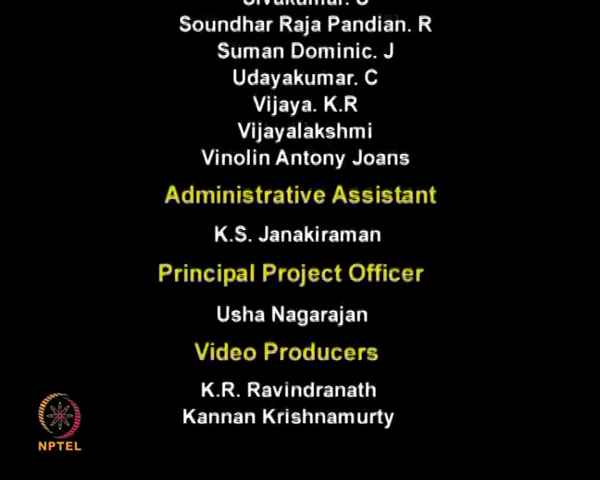 Sivakumar. S
Soundhar Raja Pandian. R
Suman Dominic. J
Udayakumar. C
Vijaya. K.R
Vijayalakshmi
Vinolin Antony Joans
Administrative Assistant
K.S. Janakiraman
Principal Project Officer
Usha Nagarajan
Video Producers
K.R. Ravindranath
Kannan Krishnamurty
NPTEL